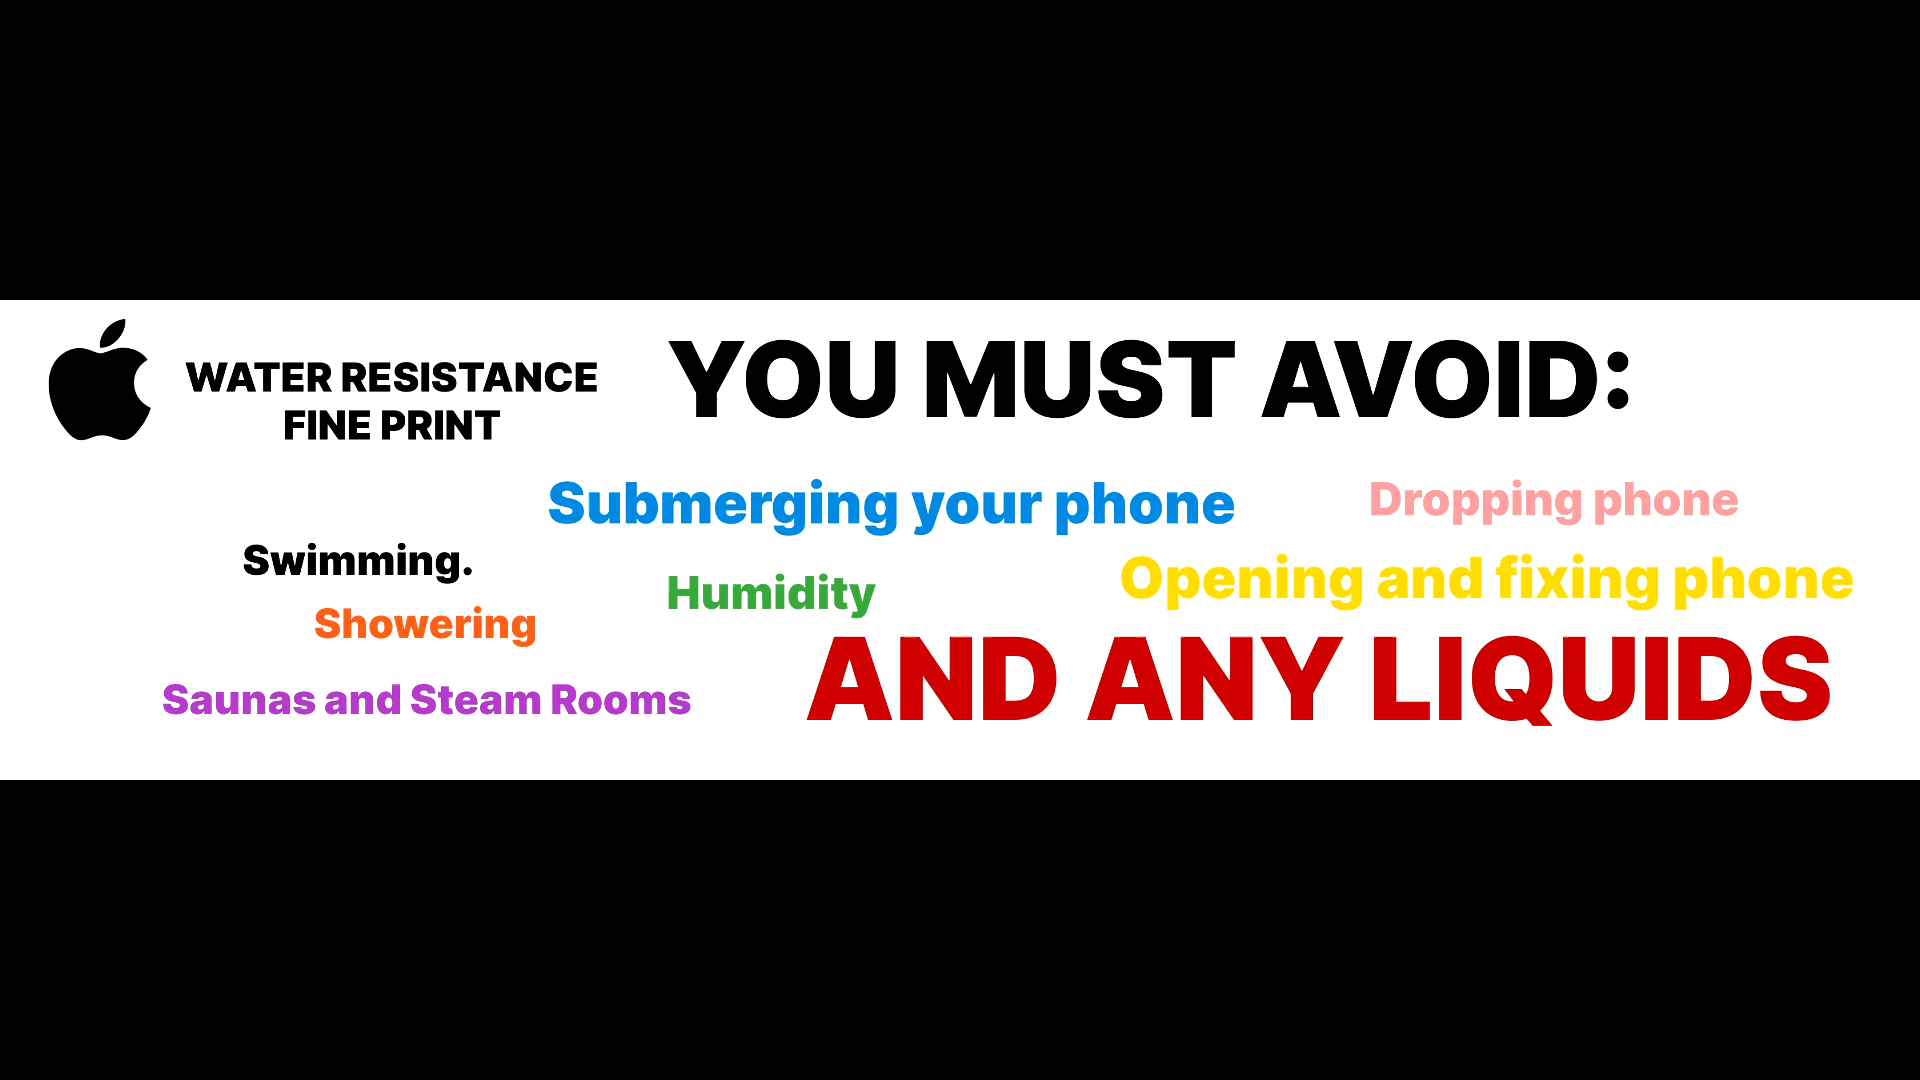 WATER RESISTANCE
FINE PRINT
YOU MUST AVOID:
Submerging your phone
Dropping phone
Swimming.
Humidity
Opening and fixing phone
Showering
AND ANY LIQUIDS
Saunas and Steam Rooms